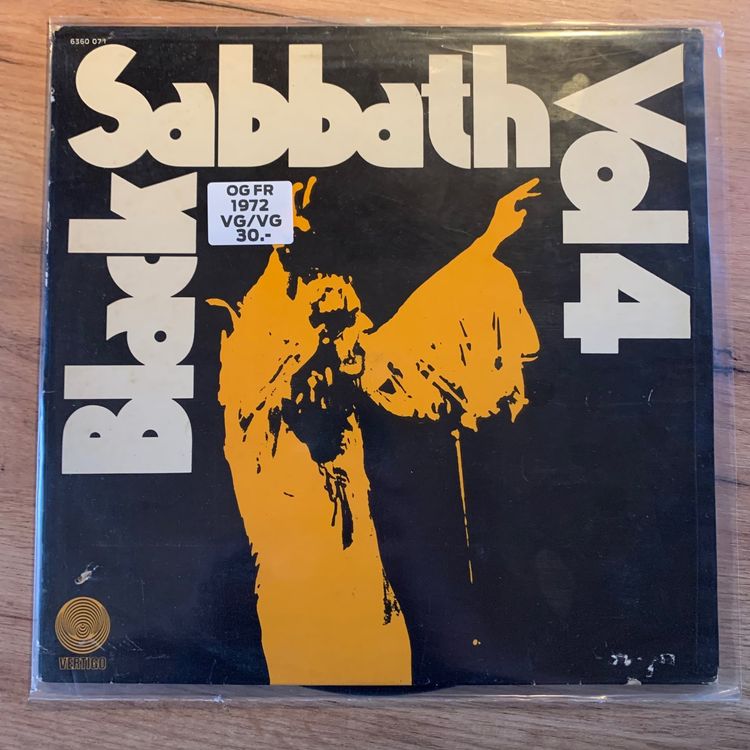 6360 071
Black
Sabbath
Vol 4
OG FR
1972
VG/VG
30.-
VERTIGO